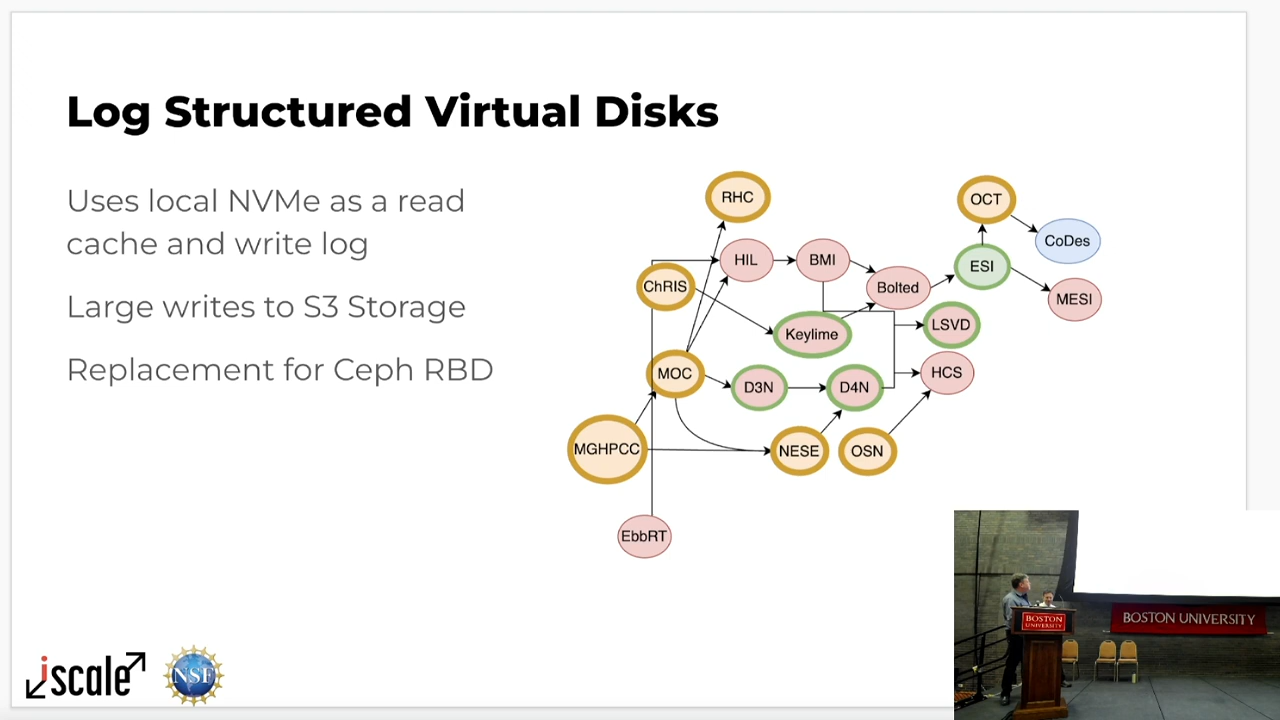 Log Structured Virtual Disks
Uses local NVMe as a read
cache and write log
Large writes to S3 Storage
Replacement for Ceph RBD
RHC
OCT
CoDes
HIL
BMI
ESI
ChRIS
Bolted
MESI
Keylime
LSVD
MOC
D3N
D4N
HCS
MGHPCC
NESE
OSN
EbbRT
iscale
NSF
BOSTON
UNIVERSITY
BOSTON UNIVERSITY